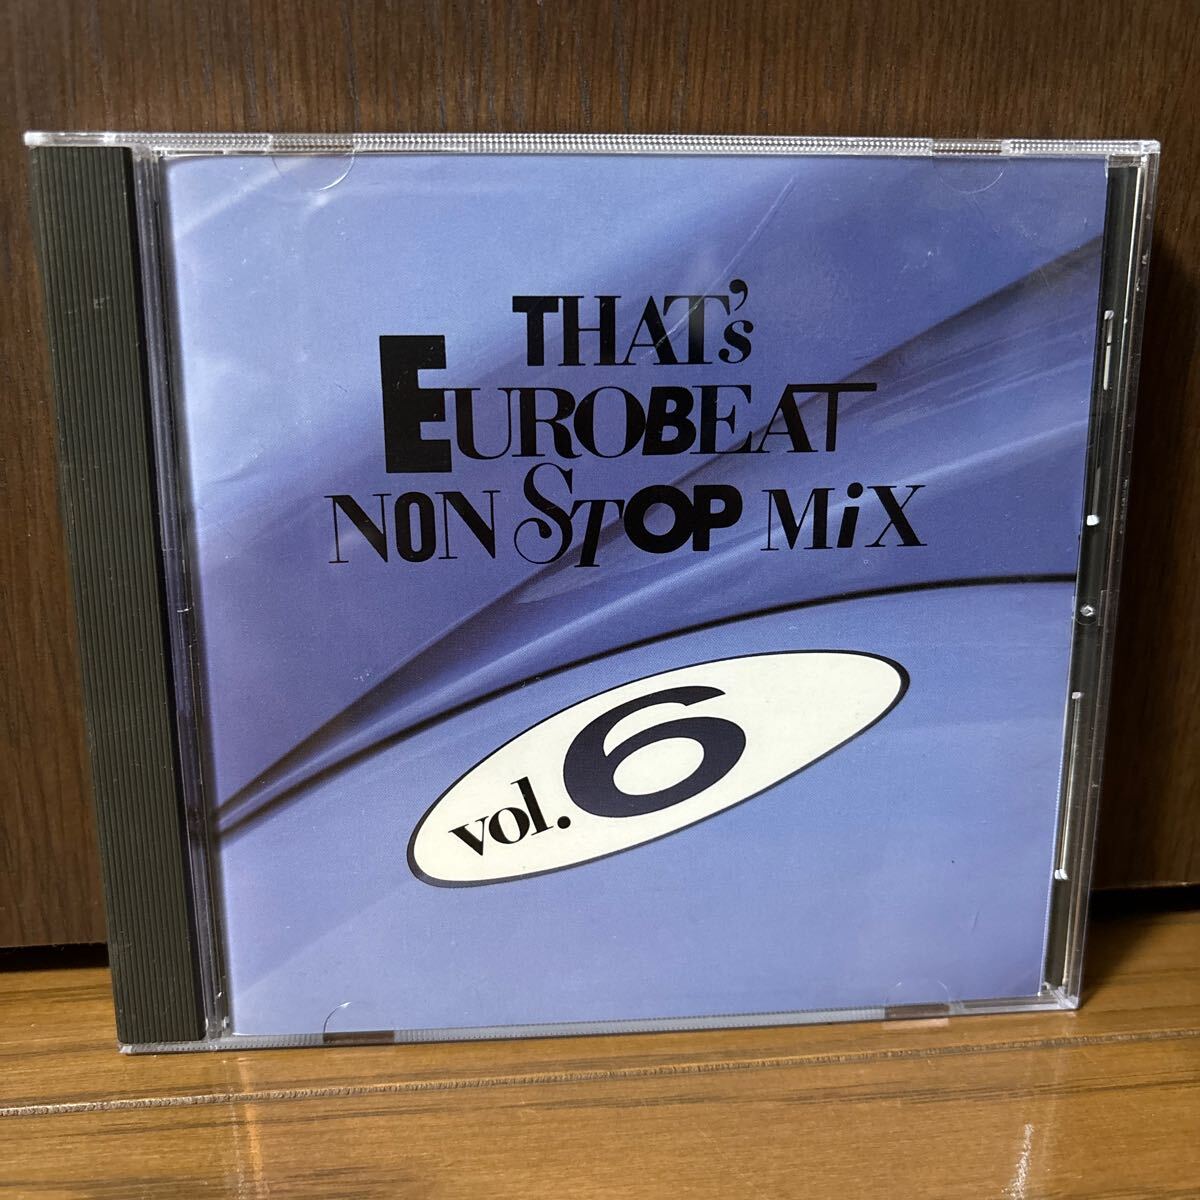 THAT's
EUROBEAT
NON STOP MiX
vol. 6